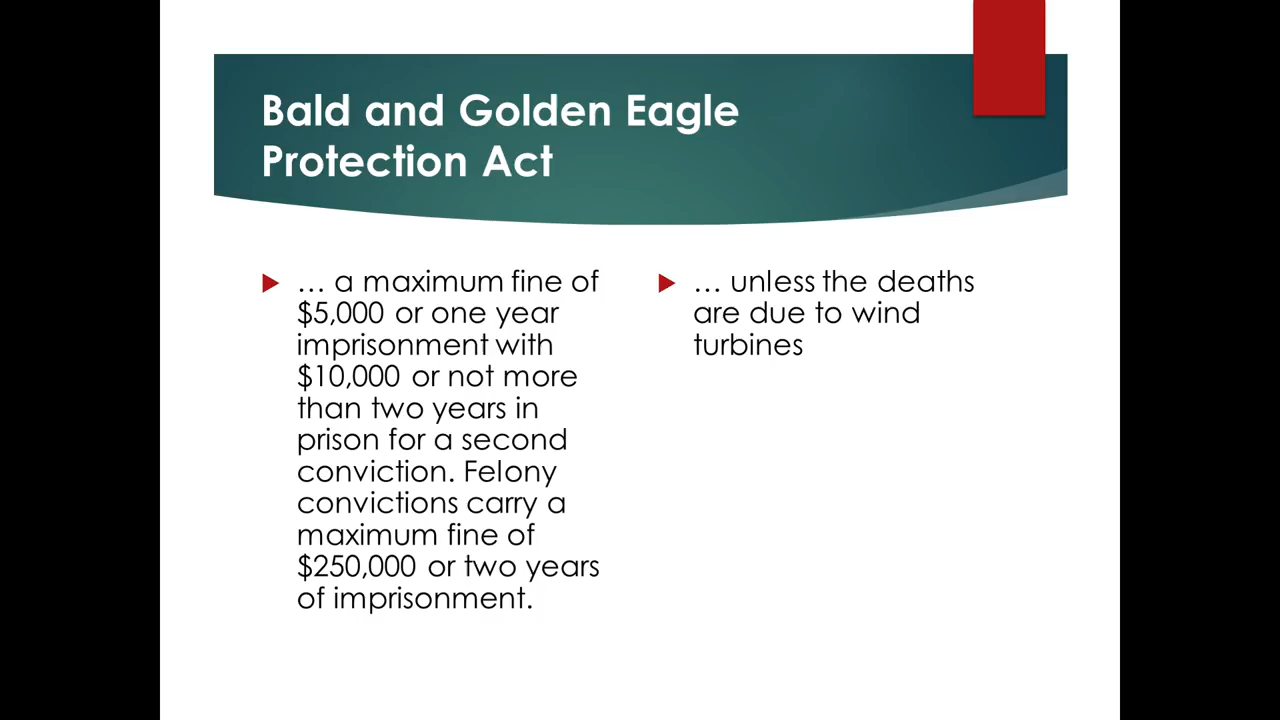 Bald and Golden Eagle
Protection Act
… a maximum fine of
$5,000 or one year
imprisonment with
$10,000 or not more
than two years in
prison for a second
conviction. Felony
convictions carry a
maximum fine of
$250,000 or two years
of imprisonment.
… unless the deaths
are due to wind
turbines